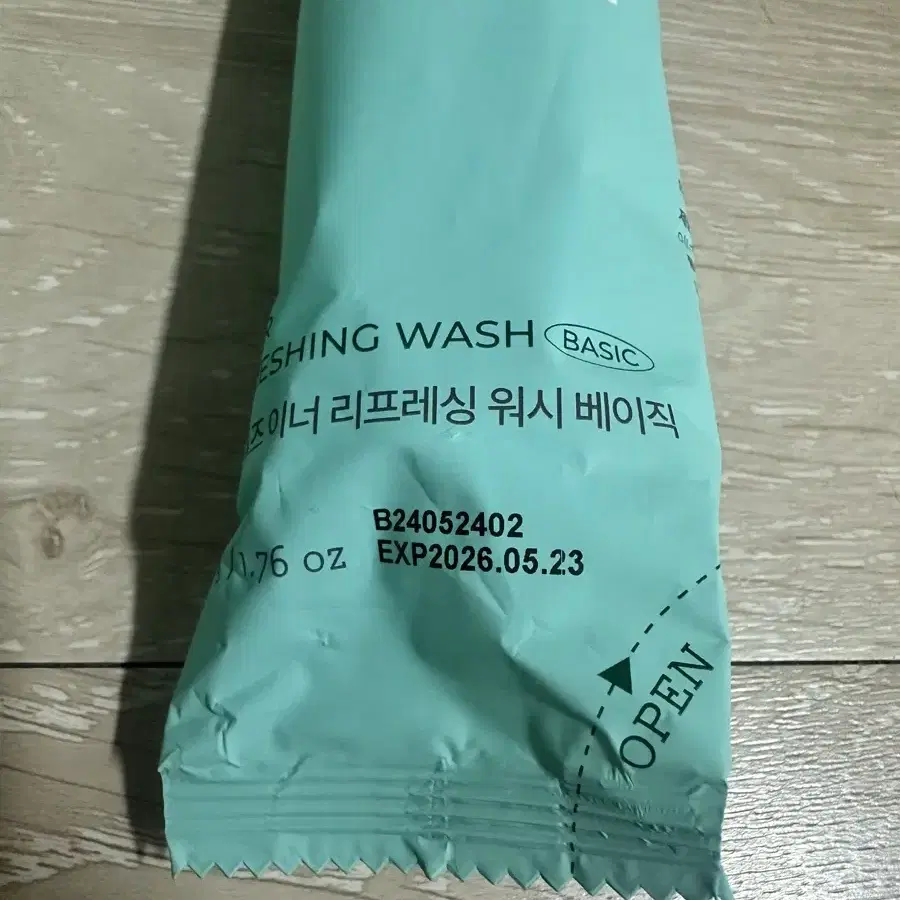 ESHING WASH BASIC
이너 리프레싱 워시 베이직
B24052402
1.76 oz EXP2026.05.23
OPEN